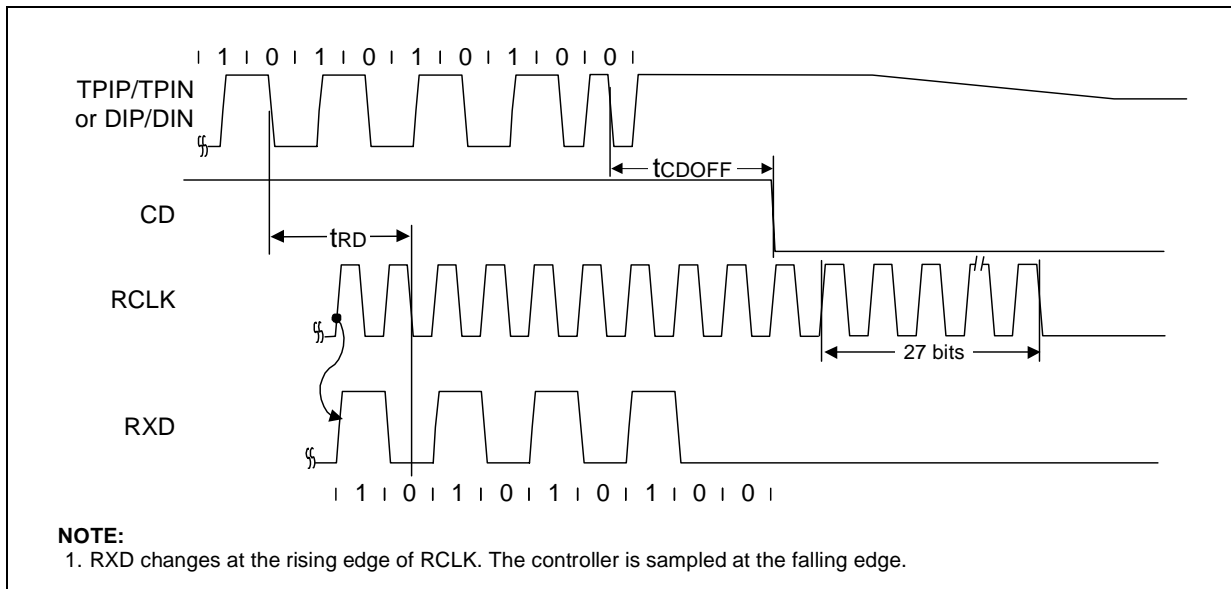 1 0 1 0 1 0 1 0 0
TPIP/TPIN
or DIP/DIN
tCDOFF
CD
tRD
RCLK
27 bits
RXD
1 0 1 0 1 0 1 0 0
NOTE:
1. RXD changes at the rising edge of RCLK. The controller is sampled at the falling edge.